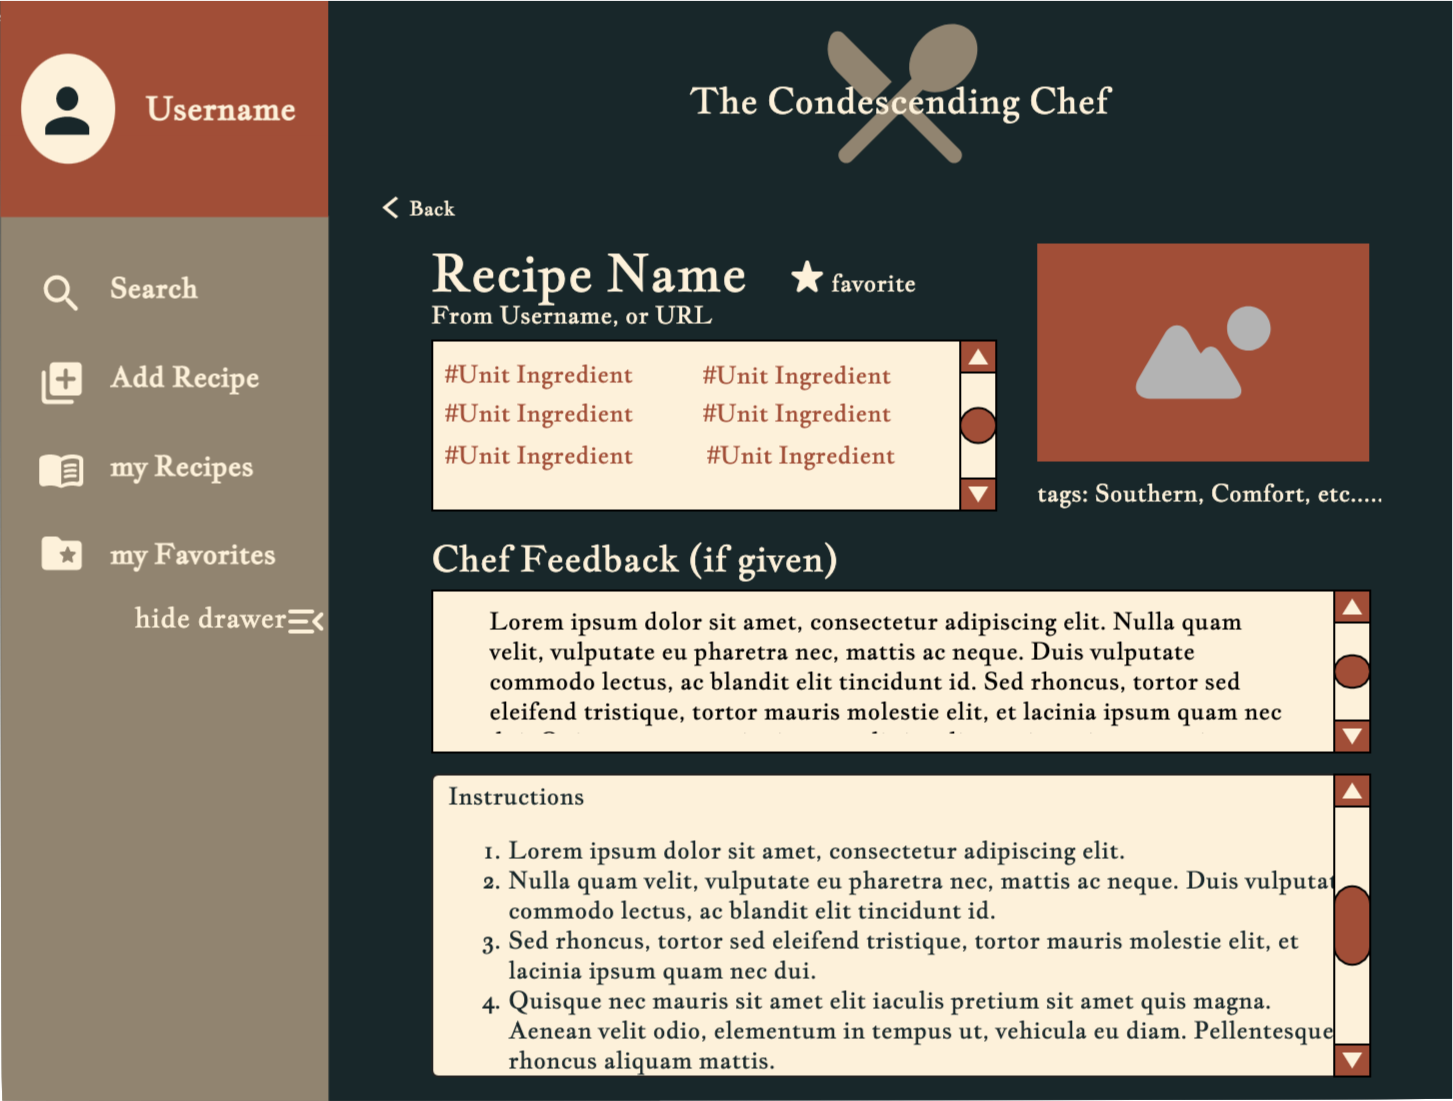 Username
The Condescending Chef
Back
Search
Add Recipe
my Recipes
my Favorites
hide drawer
Recipe Name
favorite
From Username, or URL
#Unit Ingredient #Unit Ingredient
#Unit Ingredient #Unit Ingredient
#Unit Ingredient #Unit Ingredient
tags: Southern, Comfort, etc.....
Chef Feedback (if given)
Lorem ipsum dolor sit amet, consectetur adipiscing elit. Nulla quam
velit, vulputate eu pharetra nec, mattis ac neque. Duis vulputate
commodo lectus, ac blandit elit tincidunt id. Sed rhoncus, tortor sed
eleifend tristique, tortor mauris molestie elit, et lacinia ipsum quam nec
Instructions
1. Lorem ipsum dolor sit amet, consectetur adipiscing elit.
2. Nulla quam velit, vulputate eu pharetra nec, mattis ac neque. Duis vulputat
commodo lectus, ac blandit elit tincidunt id.
3. Sed rhoncus, tortor sed eleifend tristique, tortor mauris molestie elit, et
lacinia ipsum quam nec dui.
4. Quisque nec mauris sit amet elit iaculis pretium sit amet quis magna.
Aenean velit odio, elementum in tempus ut, vehicula eu diam. Pellentesque
rhoncus aliquam mattis.